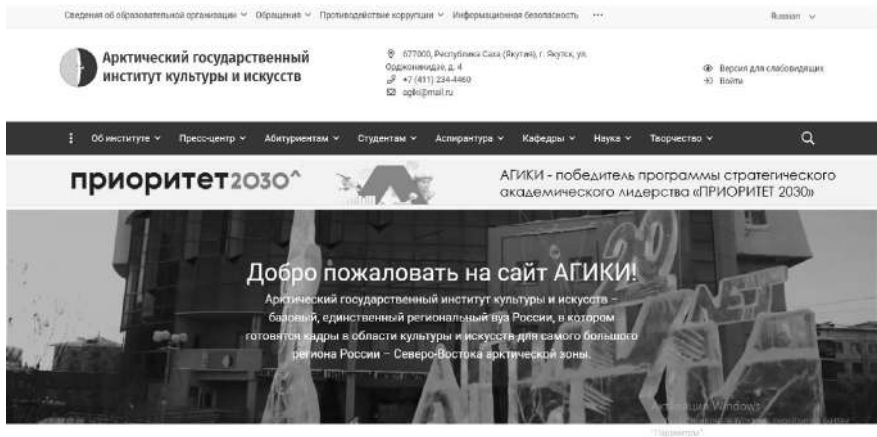 Сведения об образовательной организации Обращения Противодействие коррупции Информационная безопасность ••• Russian
Арктический государственный
институт культуры и искусств
677000, Республика Саха (Якутия), г. Якутск, ул.
Орджоникидзе, д. 4
+7 (411) 234-4460
agiki@mail.ru
Версия для слабовидящих
Войти
Об институте Пресс-центр Абитуриентам Студентам Аспирантура Кафедры Наука Творчество
приоритет2030^
АГИКИ - победитель программы стратегического
академического лидерства «ПРИОРИТЕТ 2030»
Добро пожаловать на сайт АГИКИ!
Арктический государственный институт культуры и искусств –
базовый, единственный региональный вуз России, в котором
готовятся кадры в области культуры и искусств для самого большого
региона России – Северо-Востока арктической зоны.
Активация Windows
"Параметры".